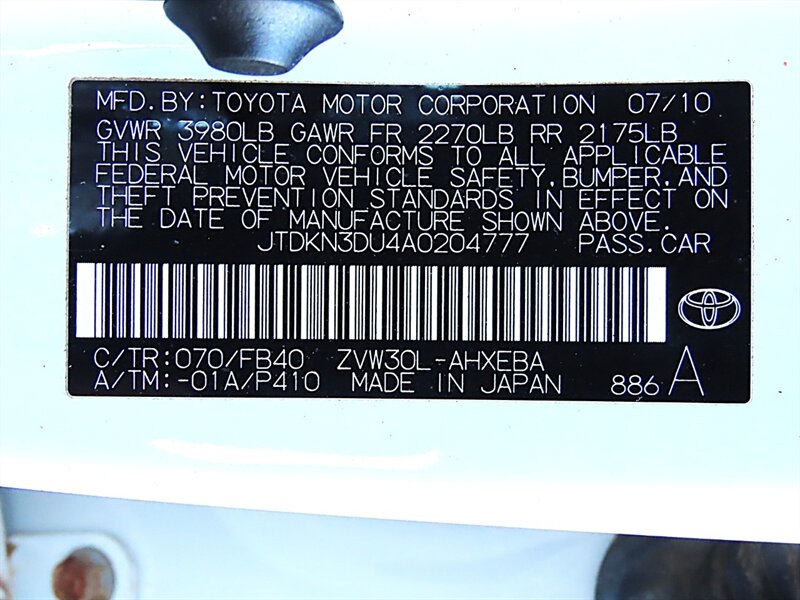 MFD. BY: TOYOTA MOTOR CORPORATION 07/10
GVWR 3980LB GAWR FR 2270LB RR 2175LB
THIS VEHICLE CONFORMS TO ALL APPLICABLE
FEDERAL MOTOR VEHICLE SAFETY, BUMPER, AND
THEFT PREVENTION STANDARDS IN EFFECT ON
THE DATE OF MANUFACTURE SHOWN ABOVE.
JTDKN3DU4A0204777 PASS. CAR
C/TR: 070/FB40 ZVW30L-AHXEBA
A/TM: -01A/P410 MADE IN JAPAN 886 A